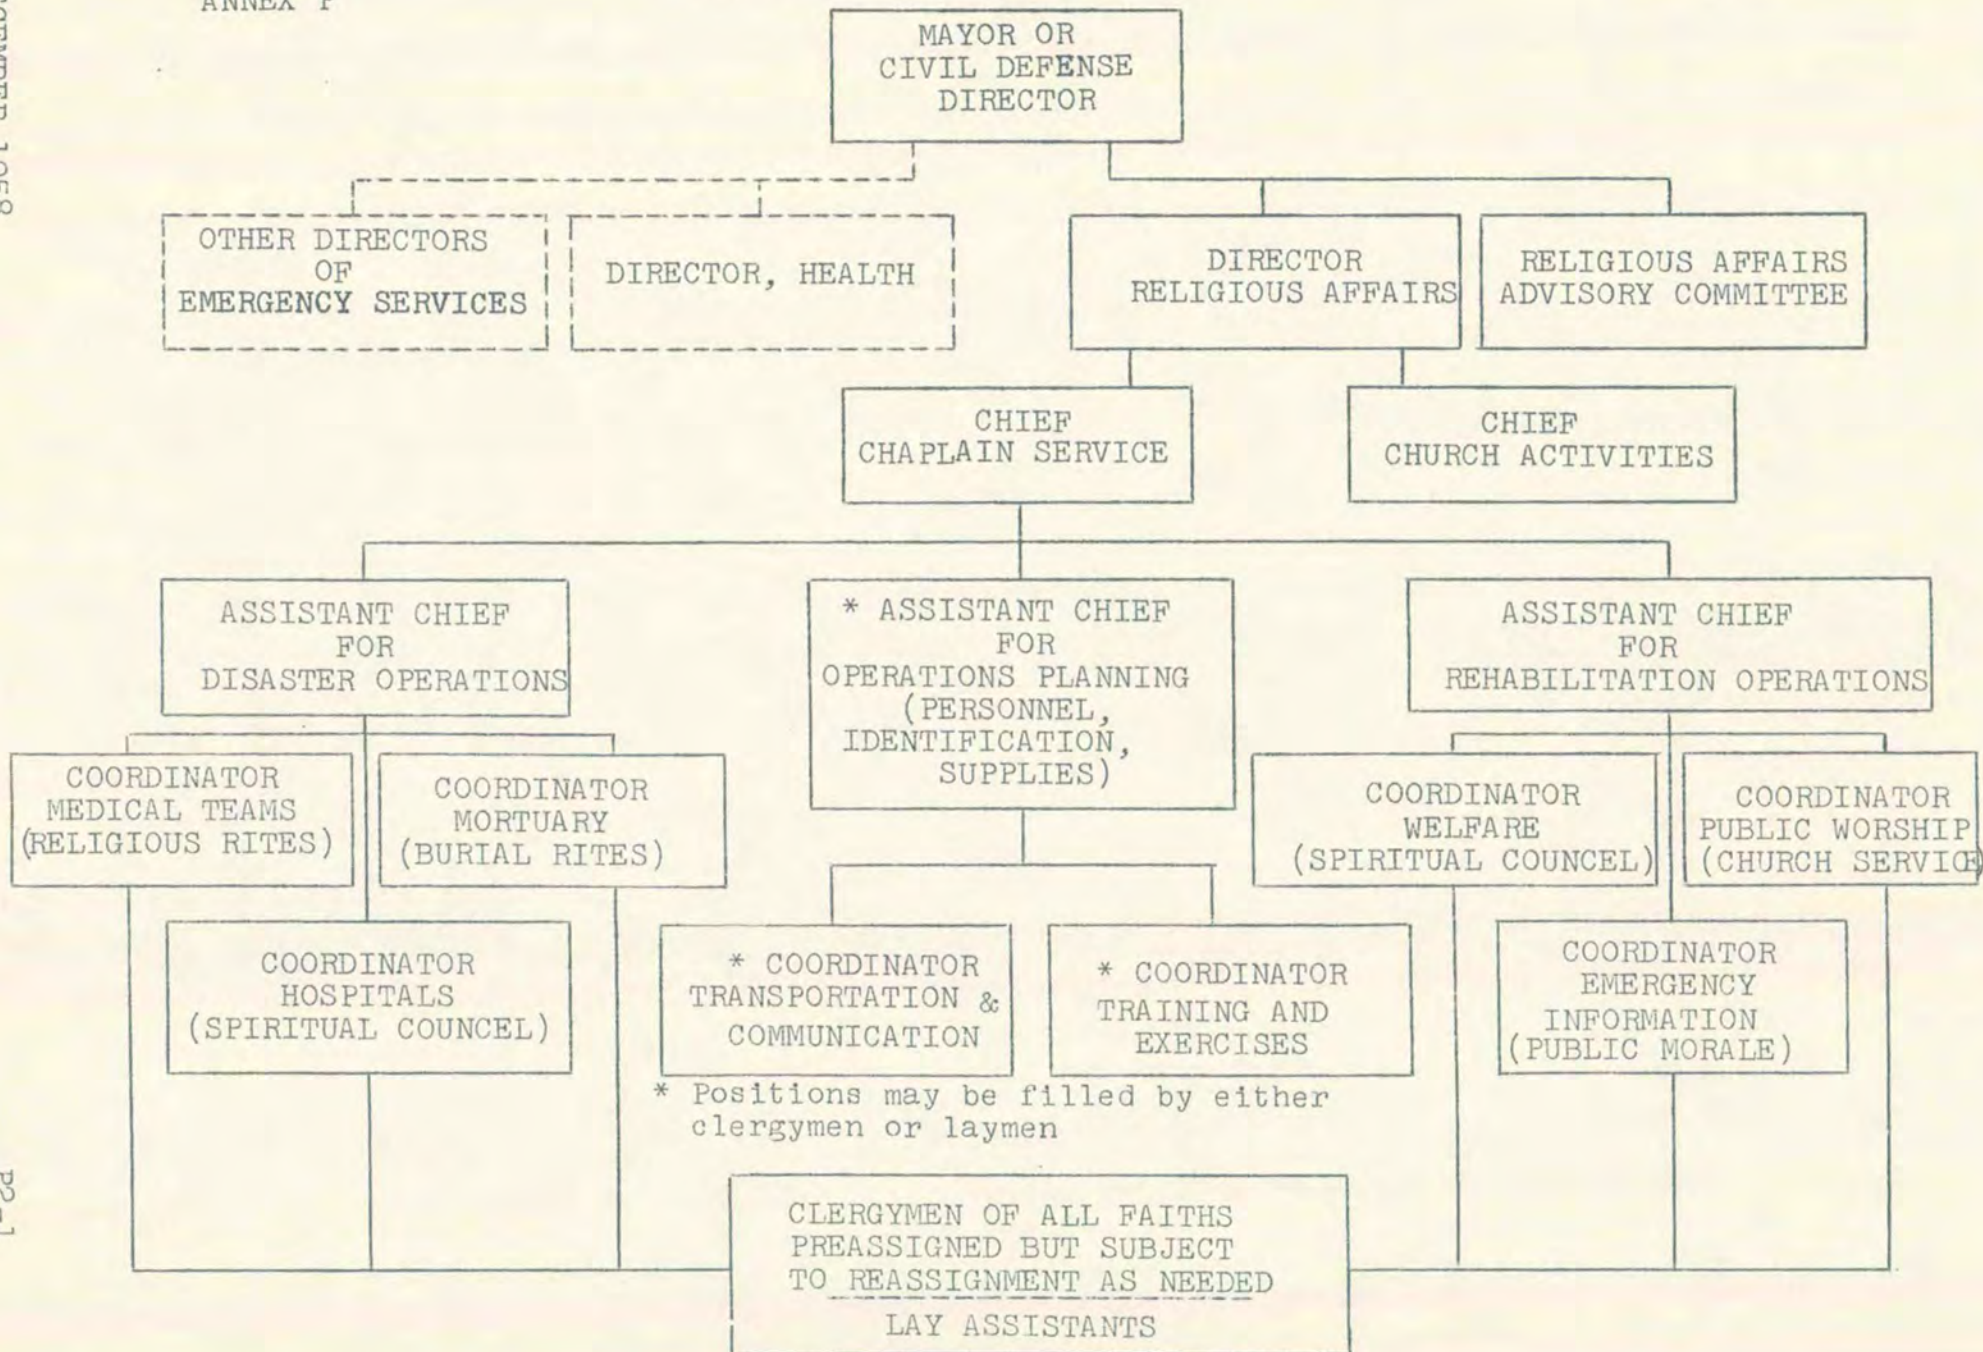 ANNEX P
MAYOR OR
CIVIL DEFENSE
DIRECTOR
OTHER DIRECTORS
OF
EMERGENCY SERVICES
DIRECTOR, HEALTH
DIRECTOR
RELIGIOUS AFFAIRS
RELIGIOUS AFFAIRS
ADVISORY COMMITTEE
CHIEF
CHAPLAIN SERVICE
CHIEF
CHURCH ACTIVITIES
ASSISTANT CHIEF
FOR
DISASTER OPERATIONS
* ASSISTANT CHIEF
FOR
OPERATIONS PLANNING
(PERSONNEL,
IDENTIFICATION,
SUPPLIES)
ASSISTANT CHIEF
FOR
REHABILITATION OPERATIONS
COORDINATOR
MEDICAL TEAMS
(RELIGIOUS RITES)
COORDINATOR
MORTUARY
(BURIAL RITES)
COORDINATOR
WELFARE
(SPIRITUAL COUNCEL)
COORDINATOR
PUBLIC WORSHIP
(CHURCH SERVICE)
COORDINATOR
HOSPITALS
(SPIRITUAL COUNCEL)
* COORDINATOR
TRANSPORTATION &
COMMUNICATION
* COORDINATOR
TRAINING AND
EXERCISES
COORDINATOR
EMERGENCY
INFORMATION
(PUBLIC MORALE)
* Positions may be filled by either
clergymen or laymen
CLERGYMEN OF ALL FAITHS
PREASSIGNED BUT SUBJECT
TO REASSIGNMENT AS NEEDED
LAY ASSISTANTS
1958
P2-1